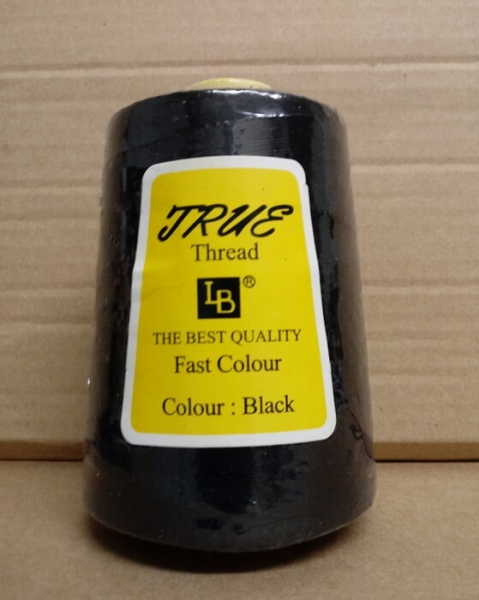 TRUE
Thread
LB®
THE BEST QUALITY
Fast Colour
Colour : Black